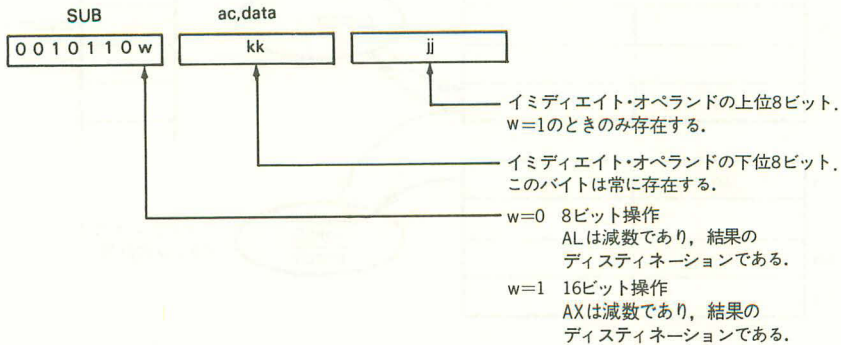 SUB ac,data
0 0 1 0 1 1 0 w kk jj
イミディエイト・オペランドの上位8ビット.
w=1のときのみ存在する.
イミディエイト・オペランドの下位8ビット.
このバイトは常に存在する.
w=0 8ビット操作
ALは減数であり，結果の
ディスティネーションである.
w=1 16ビット操作
AXは減数であり，結果の
ディスティネーションである.